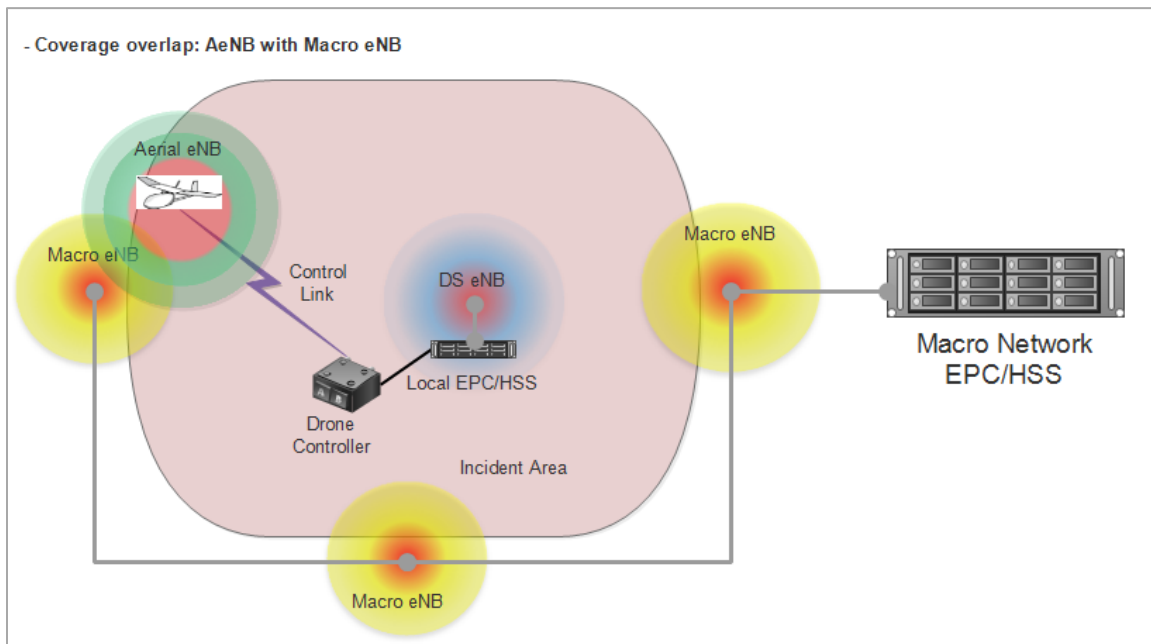 - Coverage overlap: AeNB with Macro eNB
Aerial eNB
Macro eNB
Control
Link
DS eNB
Macro eNB
Local EPC/HSS
Drone
Controller
Macro Network
EPC/HSS
Incident Area
Macro eNB